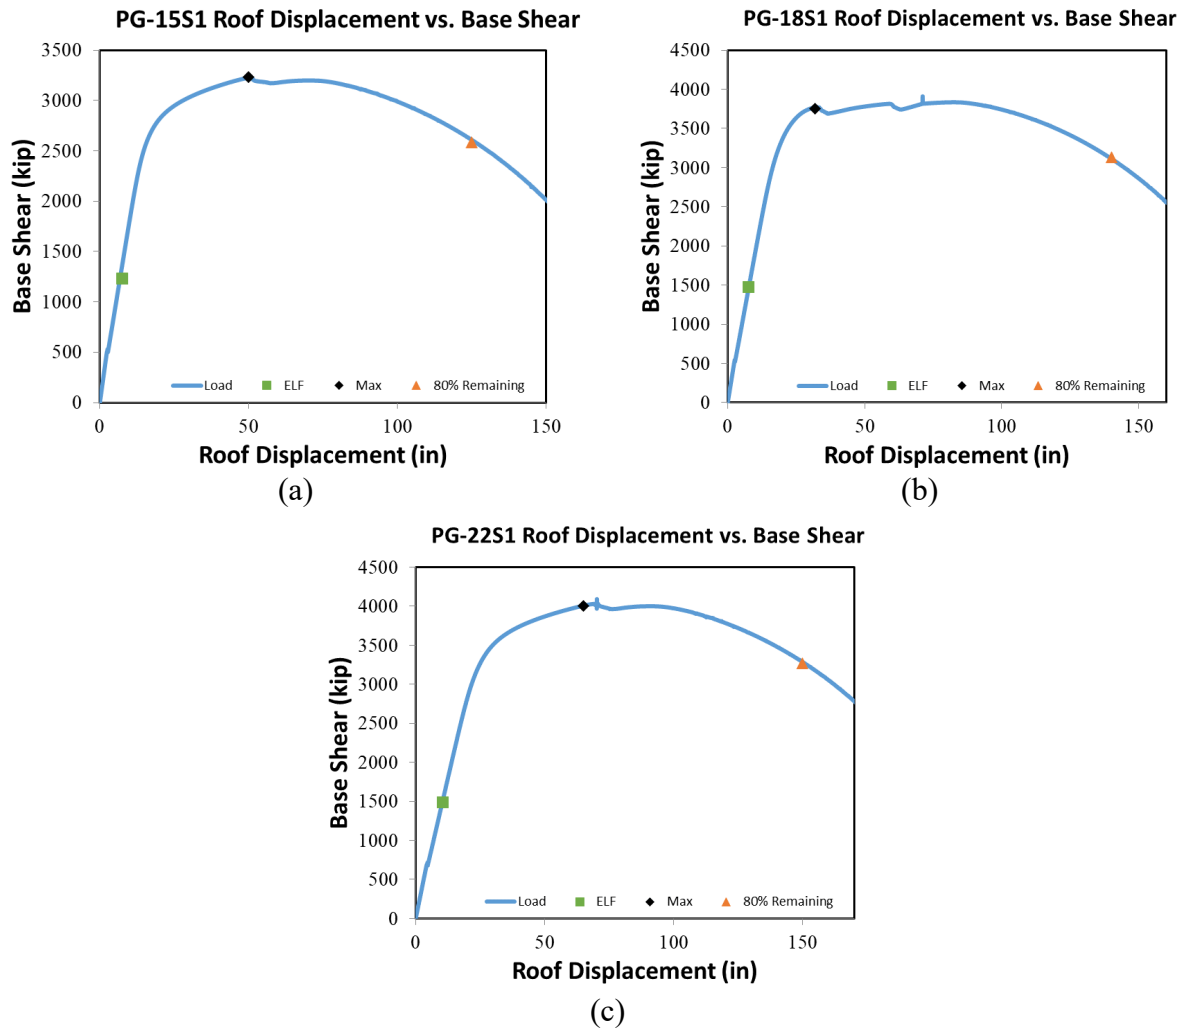 PG-15S1 Roof Displacement vs. Base Shear
3500
3000
2500
2000
1500
1000
500
0
Base Shear (kip)
Load ELF Max 80% Remaining
0 50 100 150
Roof Displacement (in)
(a)
PG-18S1 Roof Displacement vs. Base Shear
4500
4000
3500
3000
2500
2000
1500
1000
500
0
Base Shear (kip)
Load ELF Max 80% Remaining
0 50 100 150
Roof Displacement (in)
(b)
PG-22S1 Roof Displacement vs. Base Shear
4500
4000
3500
3000
2500
2000
1500
1000
500
0
Base Shear (kip)
Load ELF Max 80% Remaining
0 50 100 150
Roof Displacement (in)
(c)